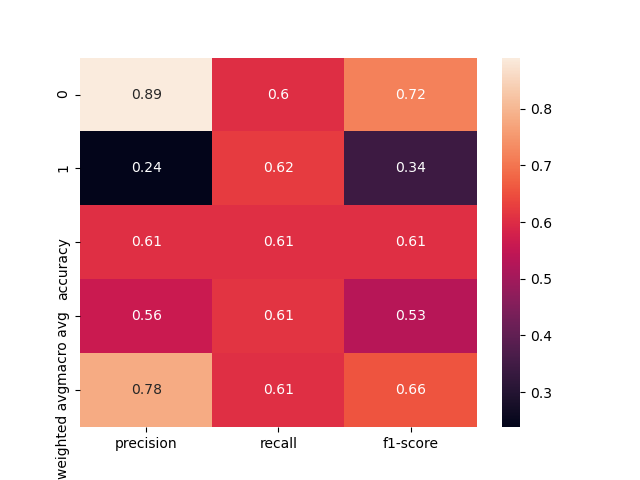 0 0.89 0.6 0.72
1 0.24 0.62 0.34
accuracy 0.61 0.61 0.61
macro avg 0.56 0.61 0.53
weighted avg 0.78 0.61 0.66
precision recall f1-score
0.8
0.7
0.6
0.5
0.4
0.3